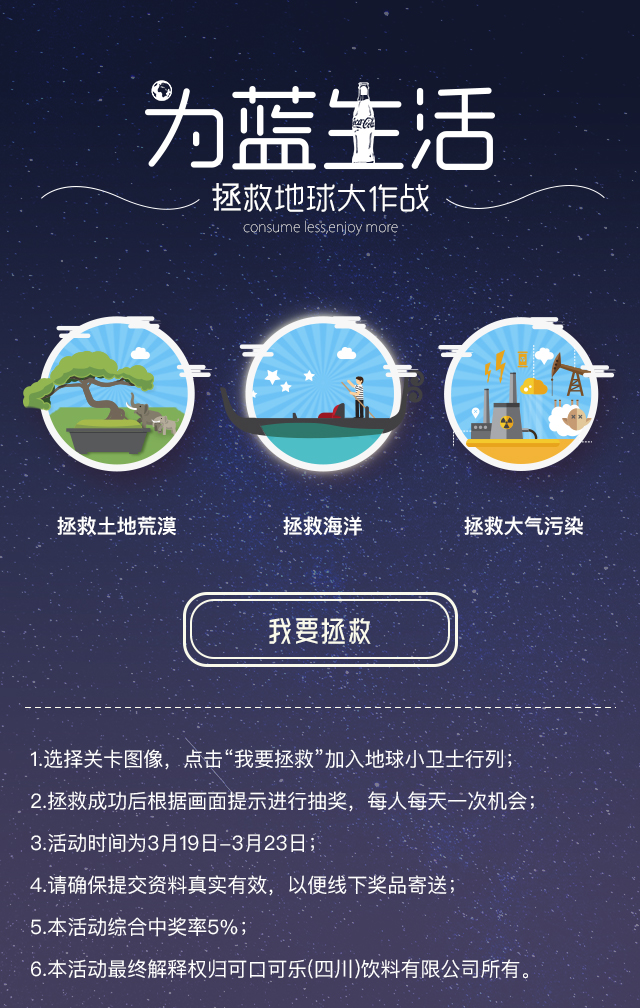 为蓝生活
Coca-Cola
拯救地球大作战
consume less,enjoy more
拯救土地荒漠
拯救海洋
拯救大气污染
我要拯救
1.选择关卡图像，点击“我要拯救”加入地球小卫士行列；
2.拯救成功后根据画面提示进行抽奖，每人每天一次机会；
3.活动时间为3月19日–3月23日；
4.请确保提交资料真实有效，以便线下奖品寄送；
5.本活动综合中奖率5%；
6.本活动最终解释权归可口可乐(四川)饮料有限公司所有。